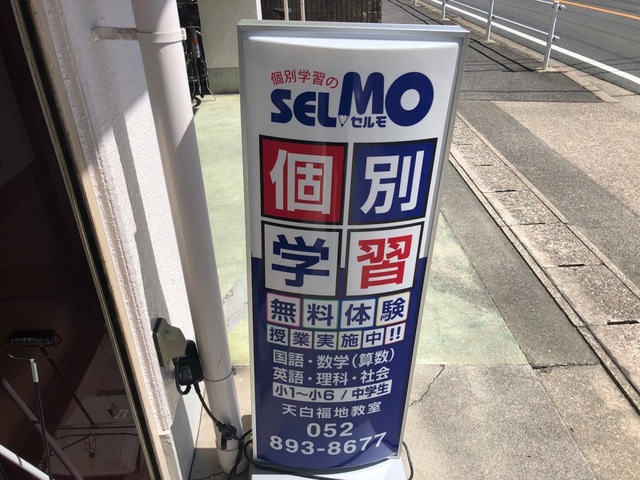 個別学習の
SELMO
セルモ
個別
学習
無料体験
授業実施中!!
国語・数学(算数)
英語・理科・社会
小1～小6 / 中学生
天白福地教室
052
893-8677